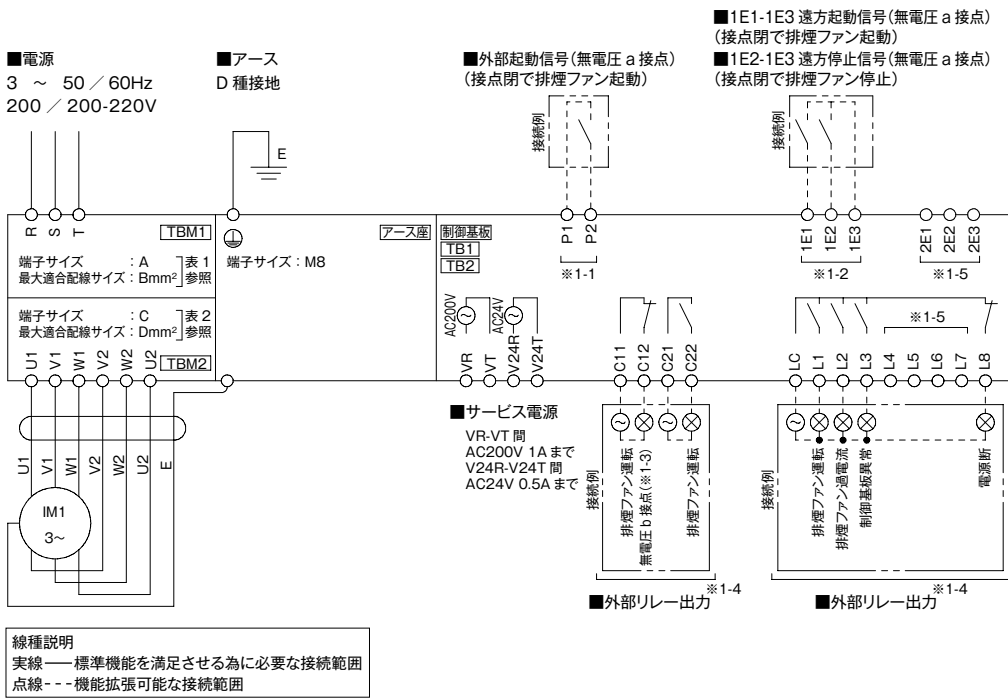 ■電源
3 ～ 50 ／ 60Hz
200 ／ 200-220V
■アース
D 種接地
E
■外部起動信号(無電圧 a 接点)
(接点閉で排煙ファン起動)
■1E1-1E3 遠方起動信号(無電圧 a 接点)
(接点閉で排煙ファン起動)
■1E2-1E3 遠方停止信号(無電圧 a 接点)
(接点閉で排煙ファン停止)
接続例
接続例
R
S
T
TBM1
端子サイズ ：A
最大適合配線サイズ：Bmm²
表 1
参照
端子サイズ ：C
最大適合配線サイズ：Dmm²
表 2
参照
U1
V1
W1
V2
W2
U2
TBM2
アース座
端子サイズ：M8
制御基板
TB1
TB2
P1
P2
※1-1
1E1
1E2
1E3
※1-2
2E1
2E2
2E3
※1-5
AC200V
AC24V
VR
VT
V24R
V24T
C11
C12
C21
C22
※1-5
LC
L1
L2
L3
L4
L5
L6
L7
L8
■サービス電源
VR-VT 間
AC200V 1A まで
V24R-V24T 間
AC24V 0.5A まで
接続例
排煙ファン運転
無電圧 b 接点(※1-3)
排煙ファン運転
※1-4
■外部リレー出力
接続例
排煙ファン運転
排煙ファン過電流
制御基板異常
電源断
※1-4
■外部リレー出力
U1
V1
W1
V2
W2
U2
E
IM1
3~
線種説明
実線──標準機能を満足させる為に必要な接続範囲
点線---機能拡張可能な接続範囲